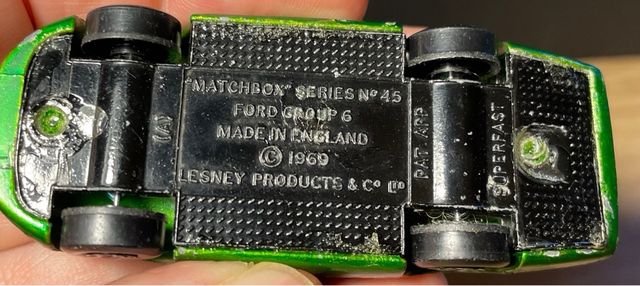 (A)
"MATCHBOX" SERIES Nº 45
FORD GROUP 6
MADE IN ENGLAND
© 1969
LESNEY PRODUCTS & Cº Lᵀᴰ
PAT APP
SUPERFAST